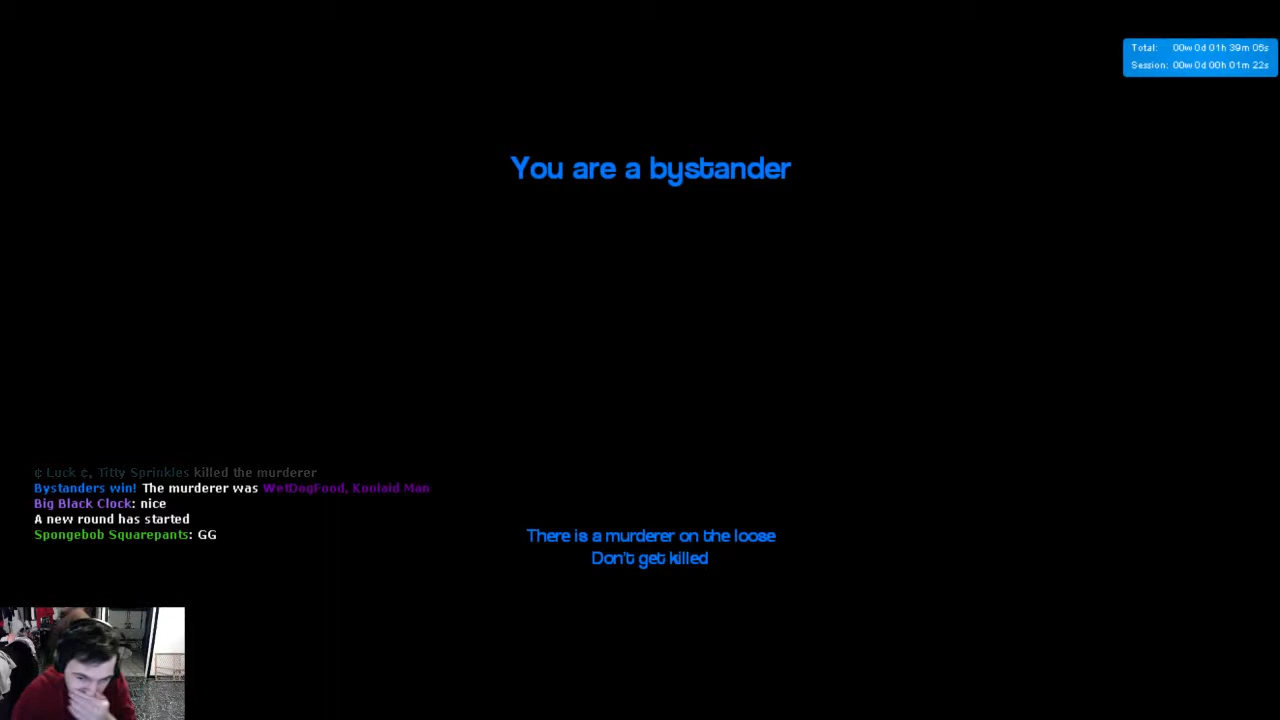 Total: 00w 0d 01h 39m 06s
Session: 00w 0d 00h 01m 22s
You are a bystander
¢ Luck ¢, Titty Sprinkles killed the murderer
Bystanders win! The murderer was WetDogFood, Koolaid Man
Big Black Clock: nice
A new round has started
Spongebob Squarepants: GG
There is a murderer on the loose
Don't get killed